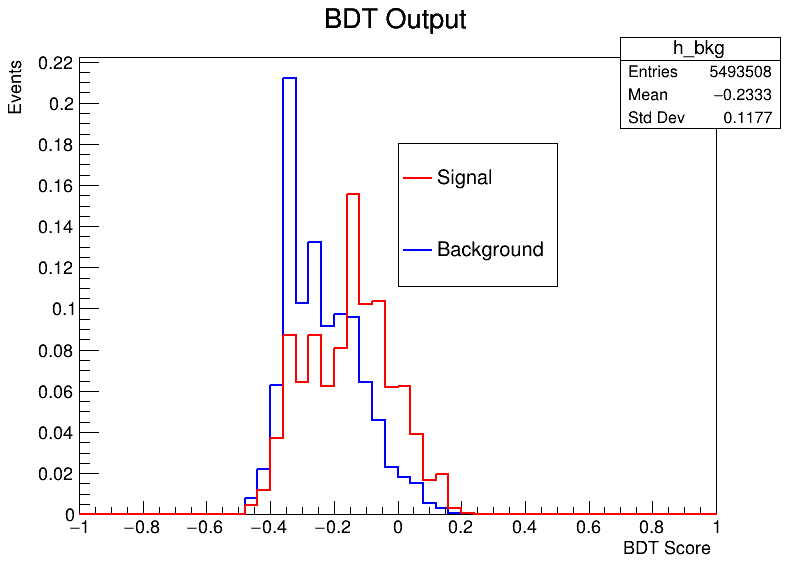 BDT Output
h_bkg
Entries 5493508
Mean −0.2333
Std Dev 0.1177
Events
0.22
0.2
0.18
0.16
0.14
0.12
0.1
0.08
0.06
0.04
0.02
0
Signal
Background
−1 −0.8 −0.6 −0.4 −0.2 0 0.2 0.4 0.6 0.8 1
BDT Score